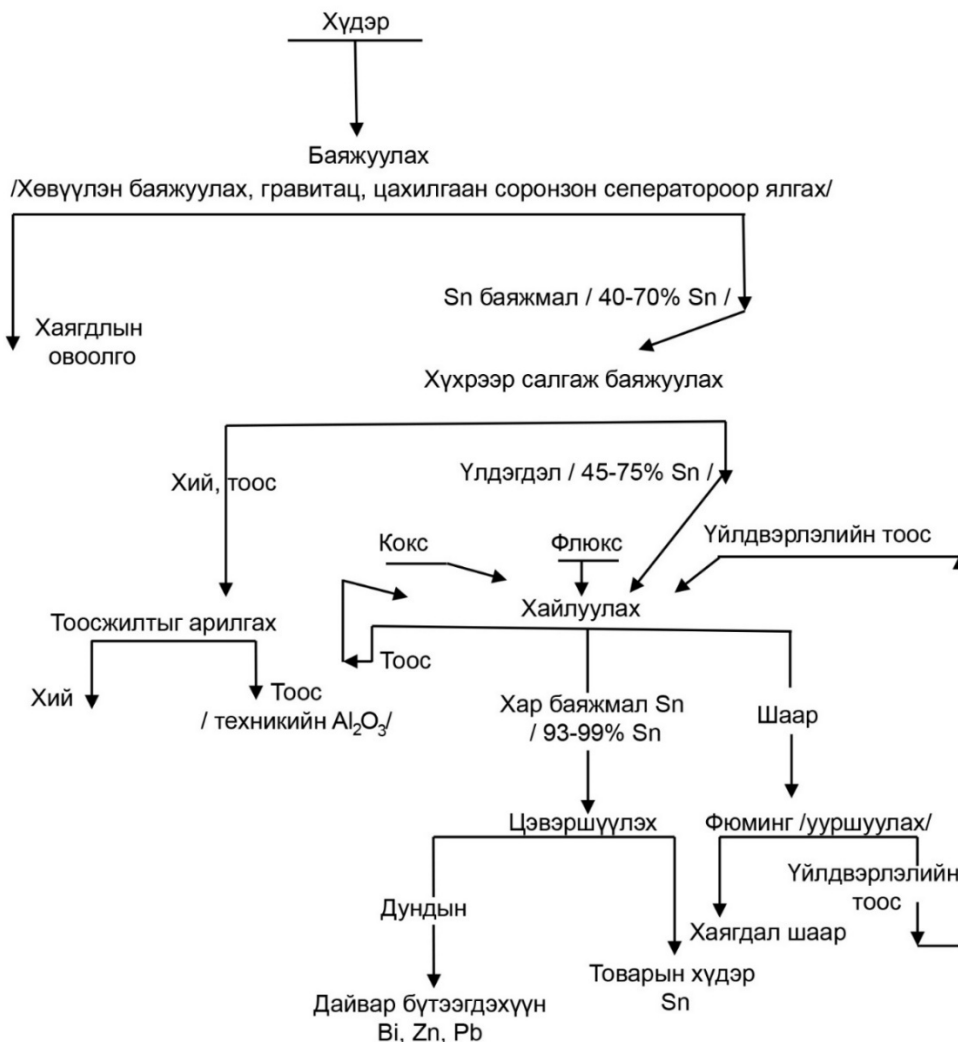 Хүдэр
Баяжуулах
/Хөвүүлэн баяжуулах, гравитац, цахилгаан соронзон сеператороор ялгах/
Sn баяжмал / 40-70% Sn /
Хаягдлын
овоолго
Хүхрээр салгаж баяжуулах
Үлдэгдэл / 45-75% Sn /
Хий, тоос
Үйлдвэрлэлийн тоос
Кокс
Флюкс
Хайлуулах
Тоосжилтыг арилгах
Тоос
Хий
Тоос
/ техникийн Al₂O₃/
Хар баяжмал Sn
/ 93-99% Sn
Шаар
Цэвэршүүлэх
Фюминг /ууршуулах/
Үйлдвэрлэлийн
тоос
Дундын
Хаягдал шаар
Товарын хүдэр
Sn
Дайвар бүтээгдэхүүн
Bi, Zn, Pb